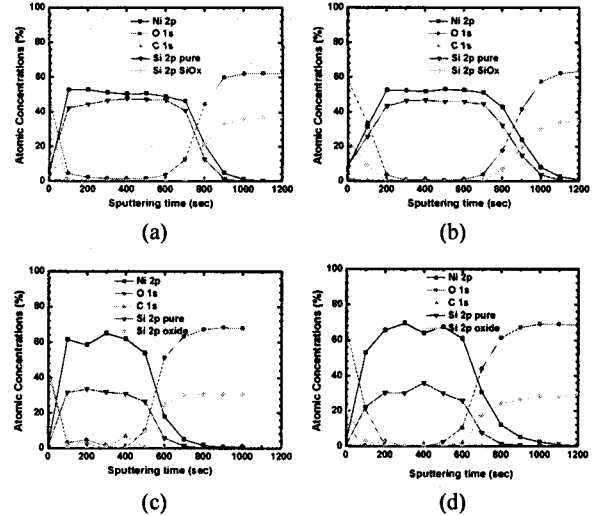 Ni 2p
O 1s
C 1s
Si 2p pure
Si 2p SiOx
Atomic Concentrations (%)
100
80
60
40
20
0
0 200 400 600 800 1000 1200
Sputtering time (sec)
(a)
Ni 2p
O 1s
C 1s
Si 2p pure
Si 2p SiOx
Atomic Concentrations (%)
100
80
60
40
20
0
0 200 400 600 800 1000 1200
Sputtering time (sec)
(b)
Ni 2p
O 1s
C 1s
Si 2p pure
Si 2p oxide
Atomic Concentrations (%)
100
80
60
40
20
0
0 200 400 600 800 1000 1200
Sputtering time (sec)
(c)
Ni 2p
O 1s
C 1s
Si 2p pure
Si 2p oxide
Atomic Concentrations (%)
100
80
60
40
20
0
0 200 400 600 800 1000 1200
Sputtering time (sec)
(d)